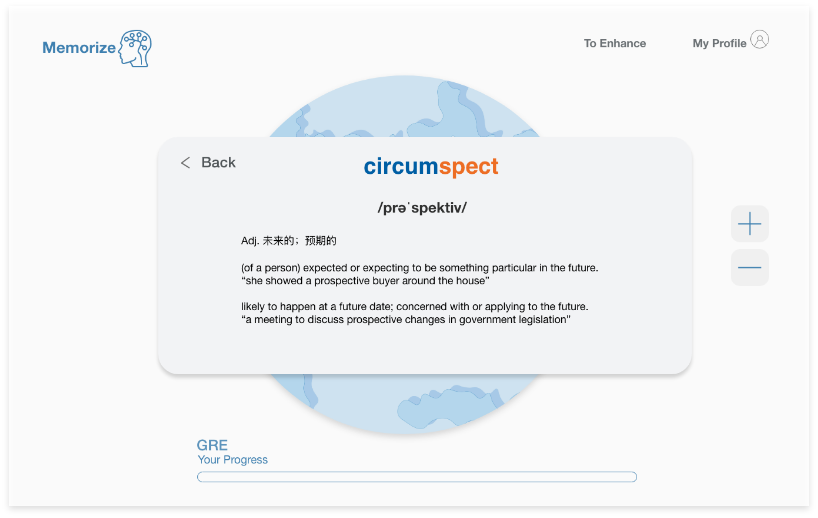 Memorize
To Enhance
My Profile
< Back
circumspect
/prəˈspektiv/
Adj. 未来的；预期的
(of a person) expected or expecting to be something particular in the future.
“she showed a prospective buyer around the house”
likely to happen at a future date; concerned with or applying to the future.
“a meeting to discuss prospective changes in government legislation”
GRE
Your Progress